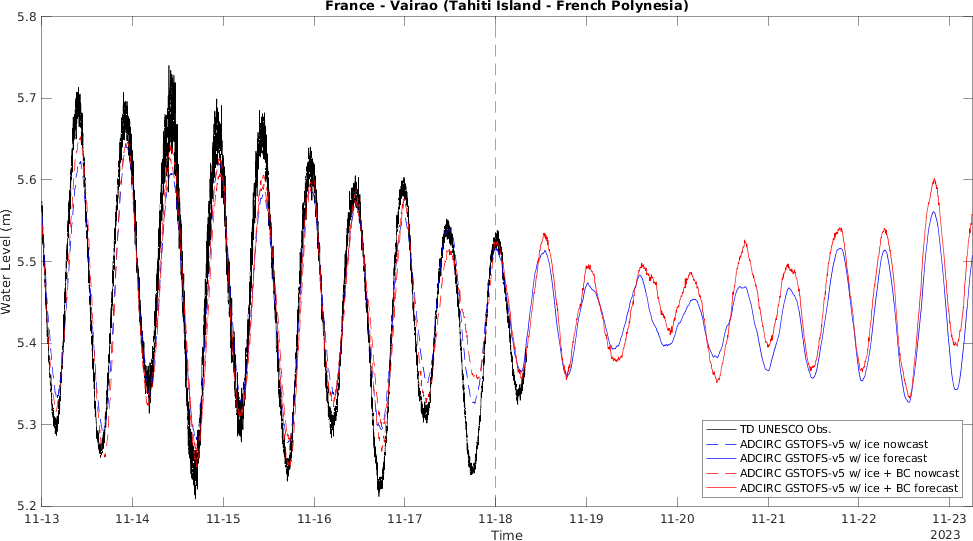 France - Vairao (Tahiti Island - French Polynesia)
5.8
5.7
5.6
5.5
5.4
5.3
5.2
Water Level (m)
TD UNESCO Obs.
ADCIRC GSTOFS-v5 w/ ice nowcast
ADCIRC GSTOFS-v5 w/ ice forecast
ADCIRC GSTOFS-v5 w/ ice + BC nowcast
ADCIRC GSTOFS-v5 w/ ice + BC forecast
11-13 11-14 11-15 11-16 11-17 11-18 11-19 11-20 11-21 11-22 11-23
2023
Time